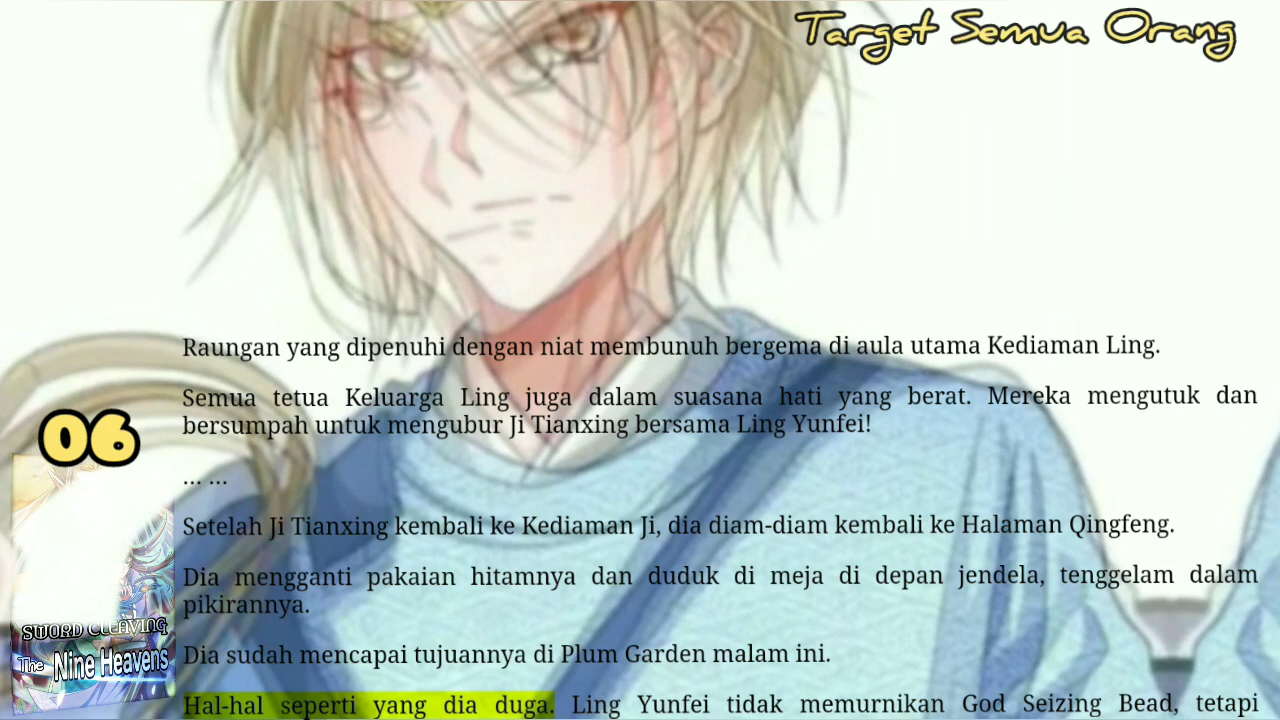 Target Semua Orang
Raungan yang dipenuhi dengan niat membunuh bergema di aula utama Kediaman Ling.
Semua tetua Keluarga Ling juga dalam suasana hati yang berat. Mereka mengutuk dan
bersumpah untuk mengubur Ji Tianxing bersama Ling Yunfei!
06
... ...
Setelah Ji Tianxing kembali ke Kediaman Ji, dia diam-diam kembali ke Halaman Qingfeng.
Dia mengganti pakaian hitamnya dan duduk di meja di depan jendela, tenggelam dalam
pikirannya.
SWORD CLEAVING
The Nine Heavens
Dia sudah mencapai tujuannya di Plum Garden malam ini.
Hal-hal seperti yang dia duga. Ling Yunfei tidak memurnikan God Seizing Bead, tetapi